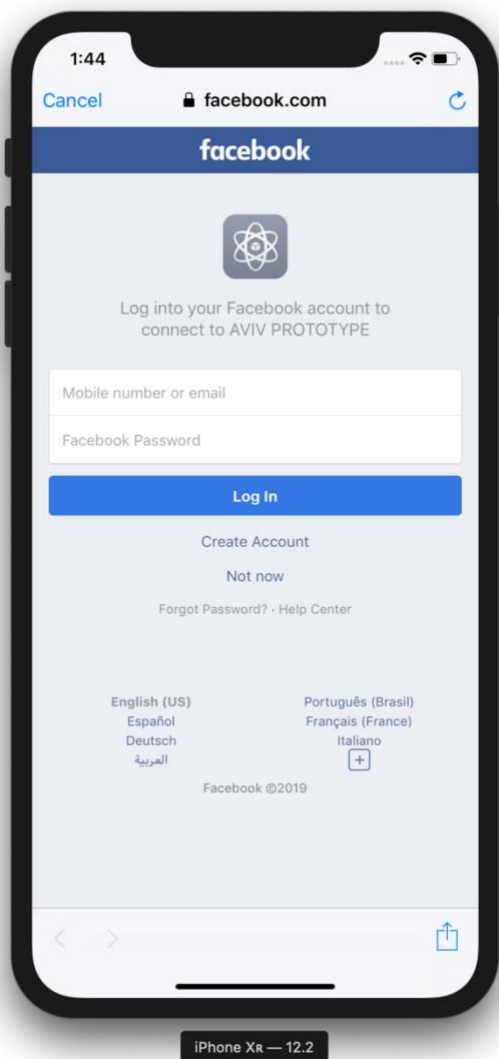 1:44
Cancel
facebook.com
facebook
Log into your Facebook account to
connect to AVIV PROTOTYPE
Mobile number or email
Facebook Password
Log In
Create Account
Not now
Forgot Password? · Help Center
English (US)
Português (Brasil)
Español
Français (France)
Deutsch
Italiano
العربية
+
Facebook ©2019
iPhone XR — 12.2